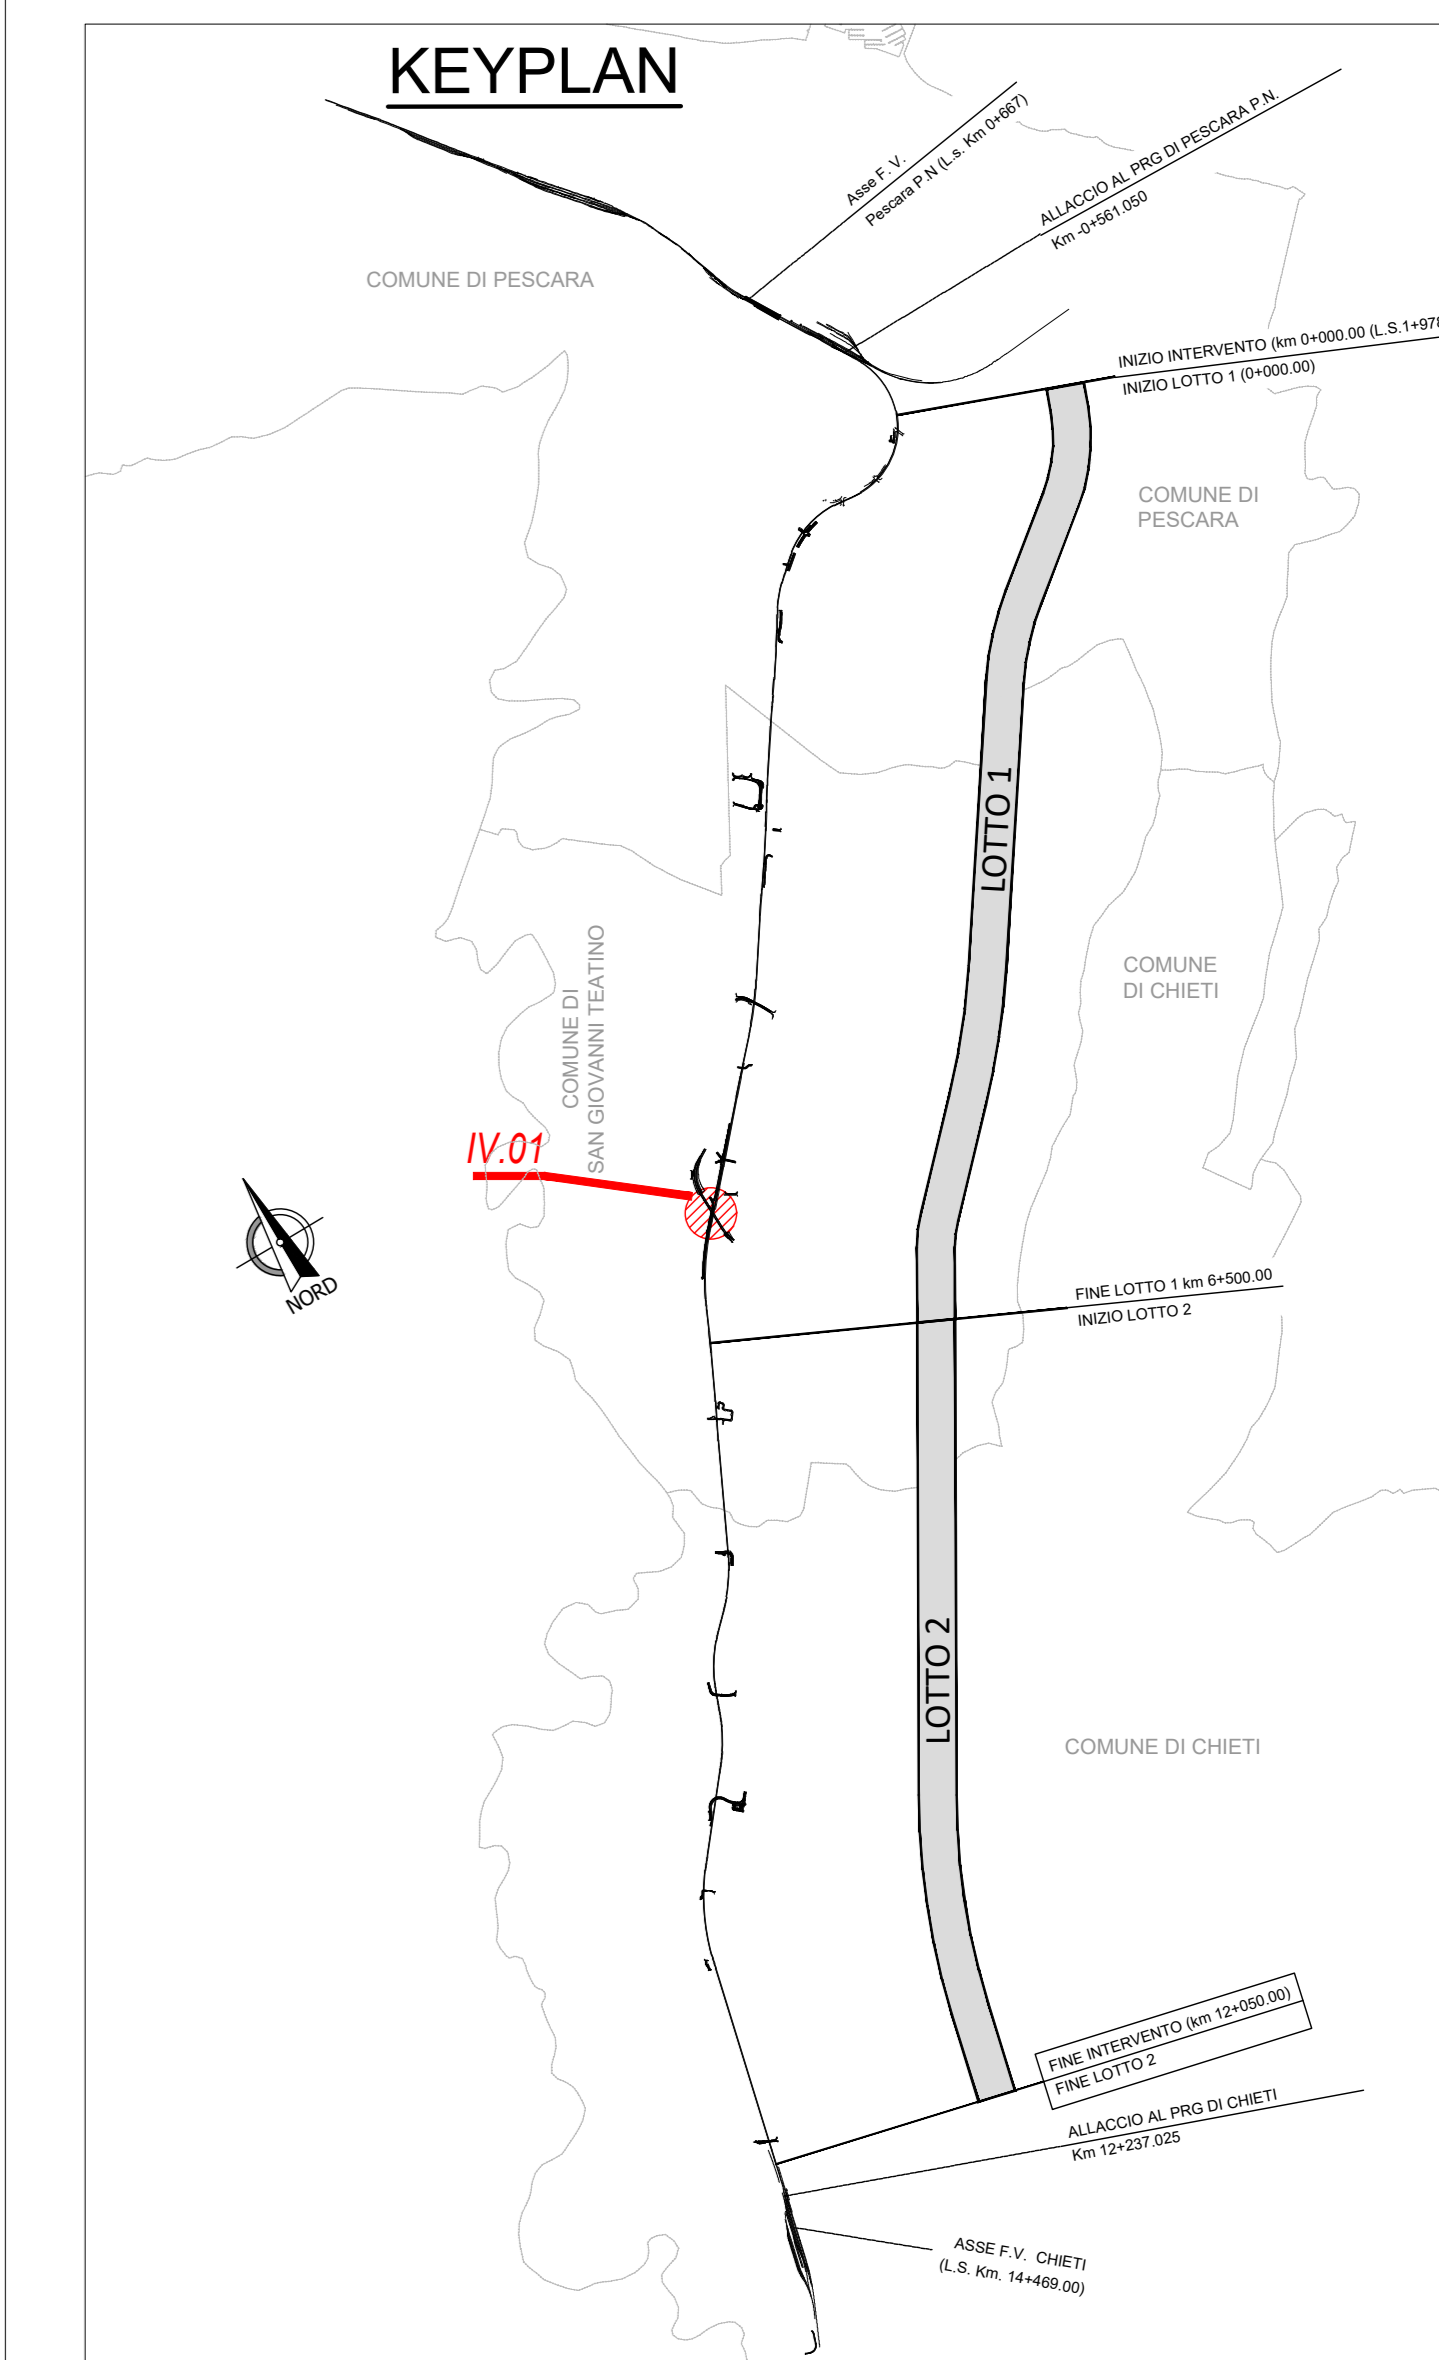 KEYPLAN
Asse F. V.
Pescara P.N (L.s. Km 0+667)
ALLACCIO AL PRG DI PESCARA P.N.
Km -0+561.050
COMUNE DI PESCARA
INIZIO INTERVENTO (km 0+000.00 (L.S.1+978
INIZIO LOTTO 1 (0+000.00)
COMUNE DI
PESCARA
LOTTO 1
COMUNE
DI CHIETI
COMUNE DI
SAN GIOVANNI TEATINO
IV.01
NORD
FINE LOTTO 1 km 6+500.00
INIZIO LOTTO 2
LOTTO 2
COMUNE DI CHIETI
FINE INTERVENTO (km 12+050.00)
FINE LOTTO 2
ALLACCIO AL PRG DI CHIETI
Km 12+237.025
ASSE F.V. CHIETI
(L.S. Km. 14+469.00)